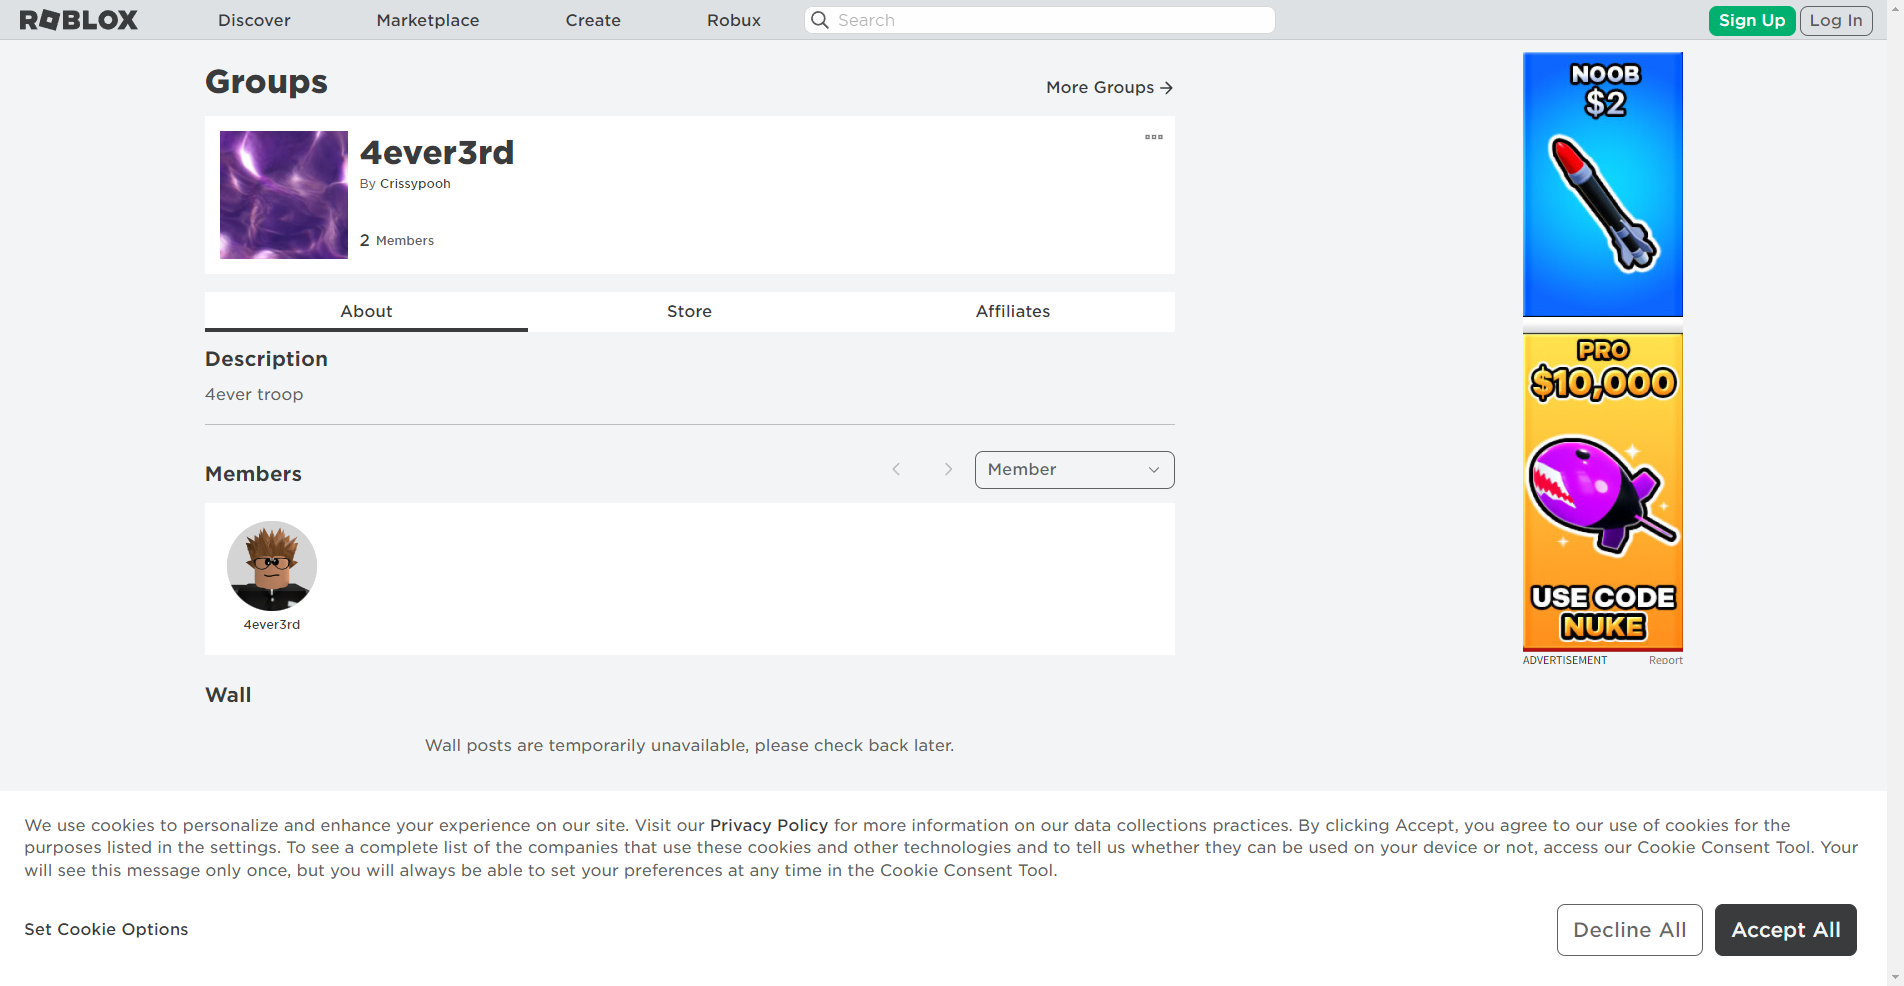 ROBLOX
Discover
Marketplace
Create
Robux
Search
Sign Up
Log In
Groups
More Groups
4ever3rd
By Crissypooh
2 Members
About
Store
Affiliates
Description
4ever troop
Members
Member
4ever3rd
Wall
Wall posts are temporarily unavailable, please check back later.
NOOB
$2
PRO
$10,000
USE CODE
NUKE
ADVERTISEMENT
Report
We use cookies to personalize and enhance your experience on our site. Visit our Privacy Policy for more information on our data collections practices. By clicking Accept, you agree to our use of cookies for the
purposes listed in the settings. To see a complete list of the companies that use these cookies and other technologies and to tell us whether they can be used on your device or not, access our Cookie Consent Tool. Your
will see this message only once, but you will always be able to set your preferences at any time in the Cookie Consent Tool.
Set Cookie Options
Decline All
Accept All